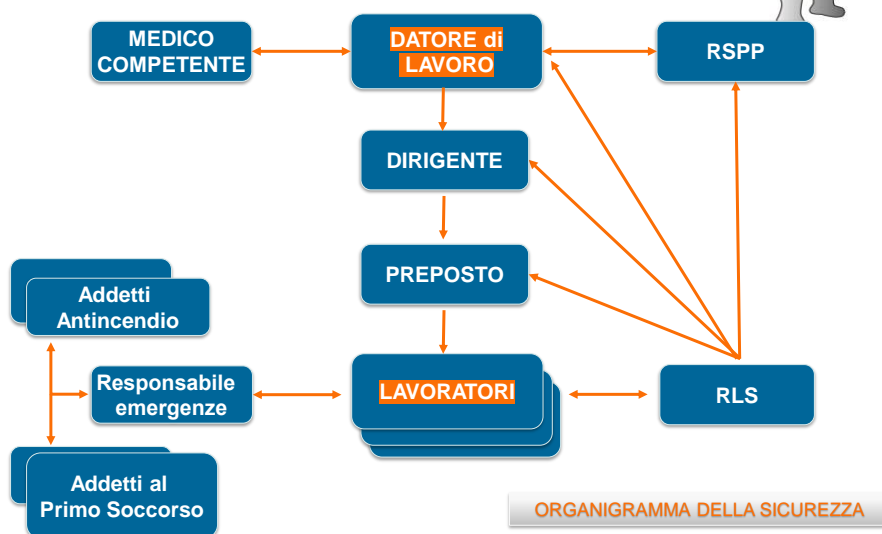 MEDICO
COMPETENTE
DATORE di
LAVORO
RSPP
DIRIGENTE
PREPOSTO
Addetti
Antincendio
Responsabile
emergenze
LAVORATORI
RLS
Addetti al
Primo Soccorso
ORGANIGRAMMA DELLA SICUREZZA